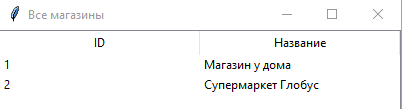 Все магазины
ID Название
1 Магазин у дома
2 Супермаркет Глобус